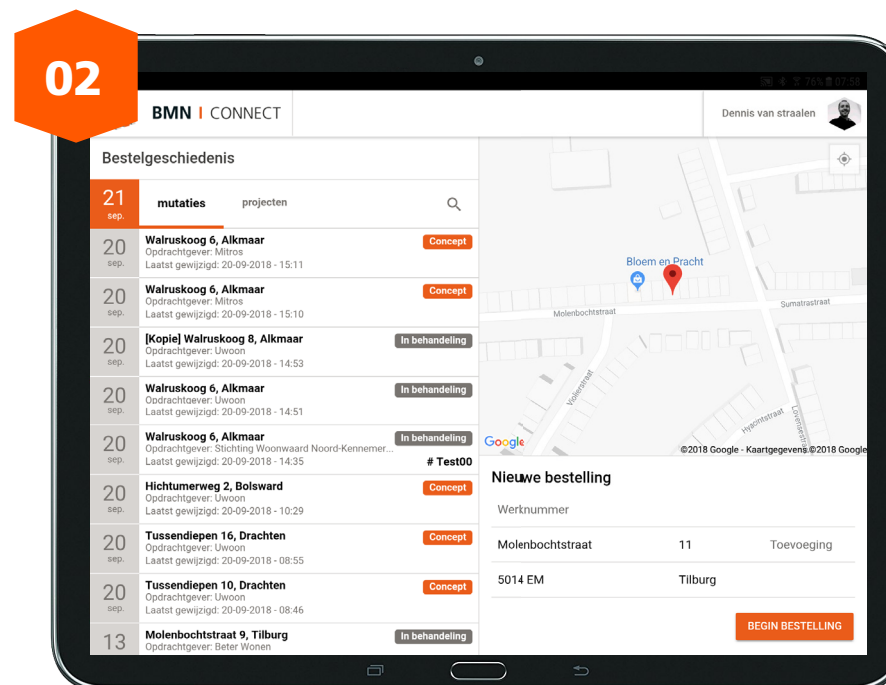 02
76% 07:58
BMN I CONNECT
Dennis van straalen
Bestelgeschiedenis
21
sep.
mutaties
projecten
20
sep.
Walruskoog 6, Alkmaar
Concept
Opdrachtgever: Mitros
Laatst gewijzigd: 20-09-2018 - 15:11
20
sep.
Walruskoog 6, Alkmaar
Concept
Opdrachtgever: Mitros
Laatst gewijzigd: 20-09-2018 - 15:10
20
sep.
[Kopie] Walruskoog 8, Alkmaar
In behandeling
Opdrachtgever: Uwoon
Laatst gewijzigd: 20-09-2018 - 14:53
20
sep.
Walruskoog 6, Alkmaar
In behandeling
Opdrachtgever: Uwoon
Laatst gewijzigd: 20-09-2018 - 14:51
20
sep.
Walruskoog 6, Alkmaar
In behandeling
Opdrachtgever: Stichting Woonwaard Noord-Kennemer...
Laatst gewijzigd: 20-09-2018 - 14:35
# Test00
20
sep.
Hichtumerweg 2, Bolsward
Concept
Opdrachtgever: Uwoon
Laatst gewijzigd: 20-09-2018 - 10:29
20
sep.
Tussendiepen 16, Drachten
Concept
Opdrachtgever: Uwoon
Laatst gewijzigd: 20-09-2018 - 08:55
20
sep.
Tussendiepen 10, Drachten
Concept
Opdrachtgever: Uwoon
Laatst gewijzigd: 20-09-2018 - 08:46
13
Molenbochtstraat 9, Tilburg
In behandeling
Opdrachtgever: Beter Wonen
Bloem en Pracht
Molenbochtstraat
Sumatrastraat
Violierstraat
Hyacintstraat
Lovensestraat
Google
©2018 Google - Kaartgegevens ©2018 Google
Nieuwe bestelling
Werknummer
Molenbochtstraat
11
Toevoeging
5014 EM
Tilburg
BEGIN BESTELLING